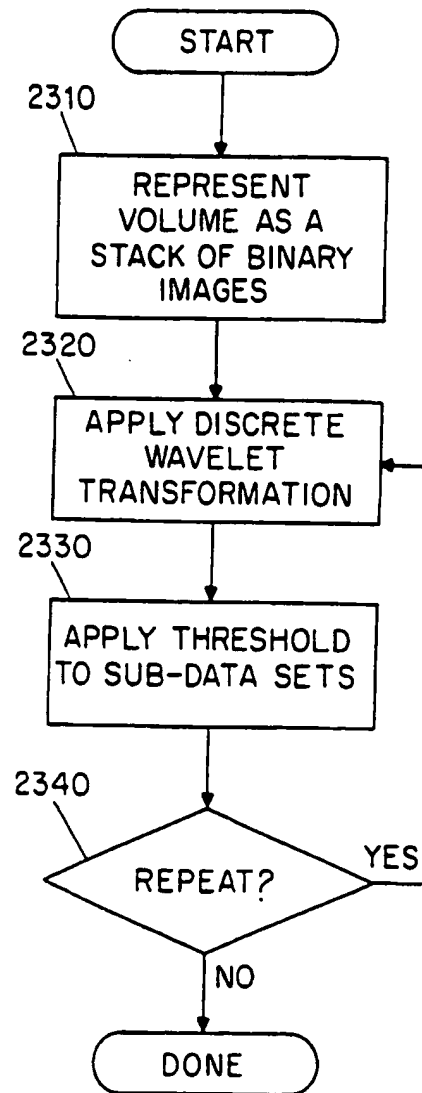 START
2310
REPRESENT
VOLUME AS A
STACK OF BINARY
IMAGES
2320
APPLY DISCRETE
WAVELET
TRANSFORMATION
2330
APPLY THRESHOLD
TO SUB-DATA SETS
2340
REPEAT?
YES
NO
DONE